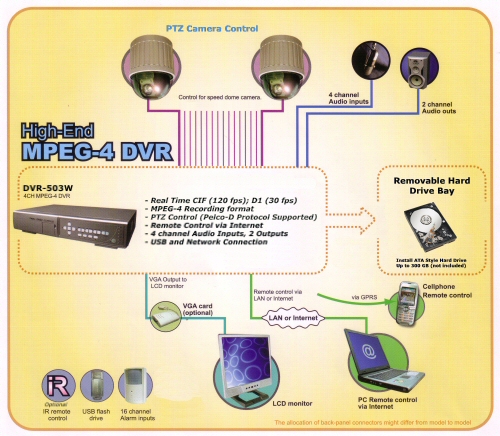 PTZ Camera Control
Control for speed dome camera.
4 channel
Audio inputs
2 channel
Audio outs
High-End
MPEG-4 DVR
DVR-503W
4CH MPEG-4 DVR
- Real Time CIF (120 fps); D1 (30 fps)
- MPEG-4 Recording format
- PTZ Control (Pelco-D Protocol Supported)
- Remote Control via Internet
- 4 channel Audio Inputs, 2 Outputs
- USB and Network Connection
Removable Hard
Drive Bay
Install ATA Style Hard Drive
Up to 300 GB (not included)
VGA Output to
LCD monitor
VGA card
(optional)
Remote control via
LAN or Internet
LAN or Internet
via GPRS
Cellphone
Remote control
LCD monitor
@
PC Remote control
via Internet
iR
Optional
IR remote
control
USB flash
drive
16 channel
Alarm inputs
The allocation of back-panel connectors might differ from model to model